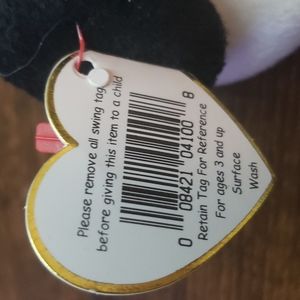 Please remove all swing tag
before giving this item to a child
0 08421 04100 8
Retain Tag For Reference
For ages 3 and up
Surface
Wash